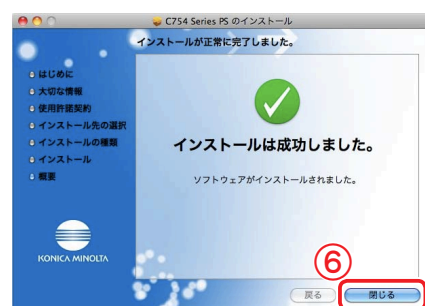 C754 Series PS のインストール
インストールが正常に完了しました。
はじめに
大切な情報
使用許諾契約
インストール先の選択
インストールの種類
インストール
概要
インストールは成功しました。
ソフトウェアがインストールされました。
KONICA MINOLTA
⑥
戻る
閉じる